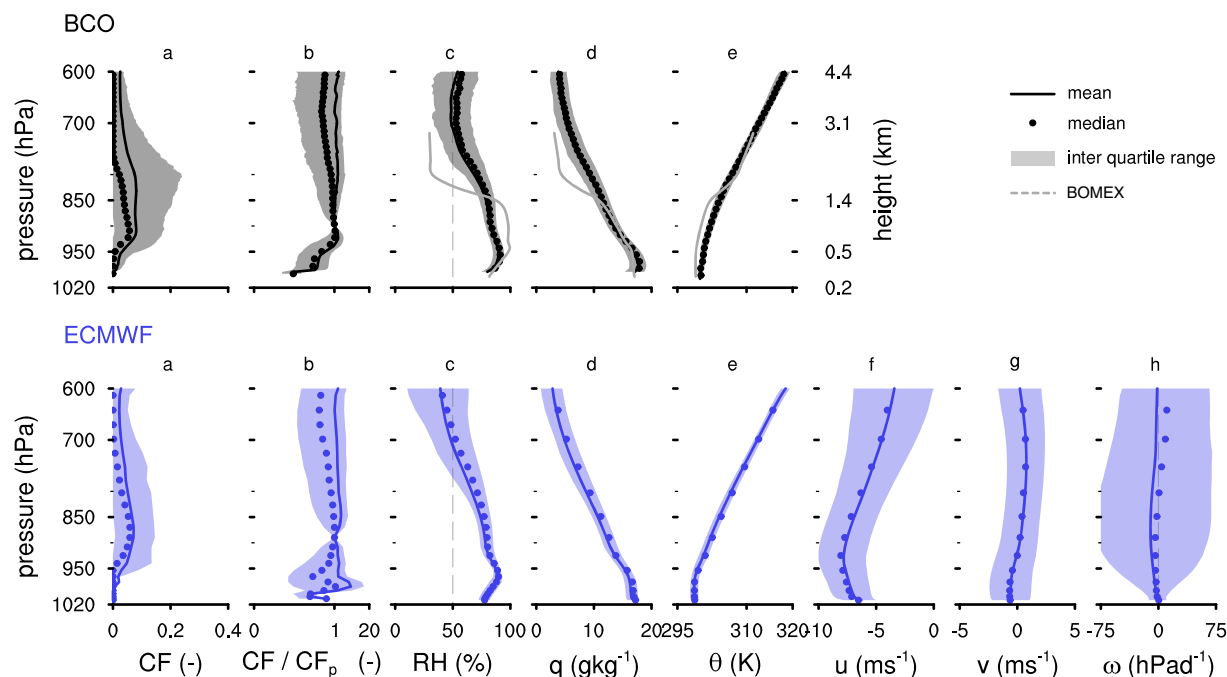 BCO
a b c d e
600 4.4
700 3.1
850 1.4
950 0.5
1020 0.2
pressure (hPa)
height (km)
mean
median
inter quartile range
BOMEX
ECMWF
a b c d e f g h
600
700
850
950
1020
pressure (hPa)
0 0.2 0.4 0 1 20 0 50 100 0 10 20 295 310 320 -10 -5 0 -5 0 5 -75 0 75
CF (-) CF / CFp (-) RH (%) q (gkg⁻¹) θ (K) u (ms⁻¹) v (ms⁻¹) ω (hPad⁻¹)